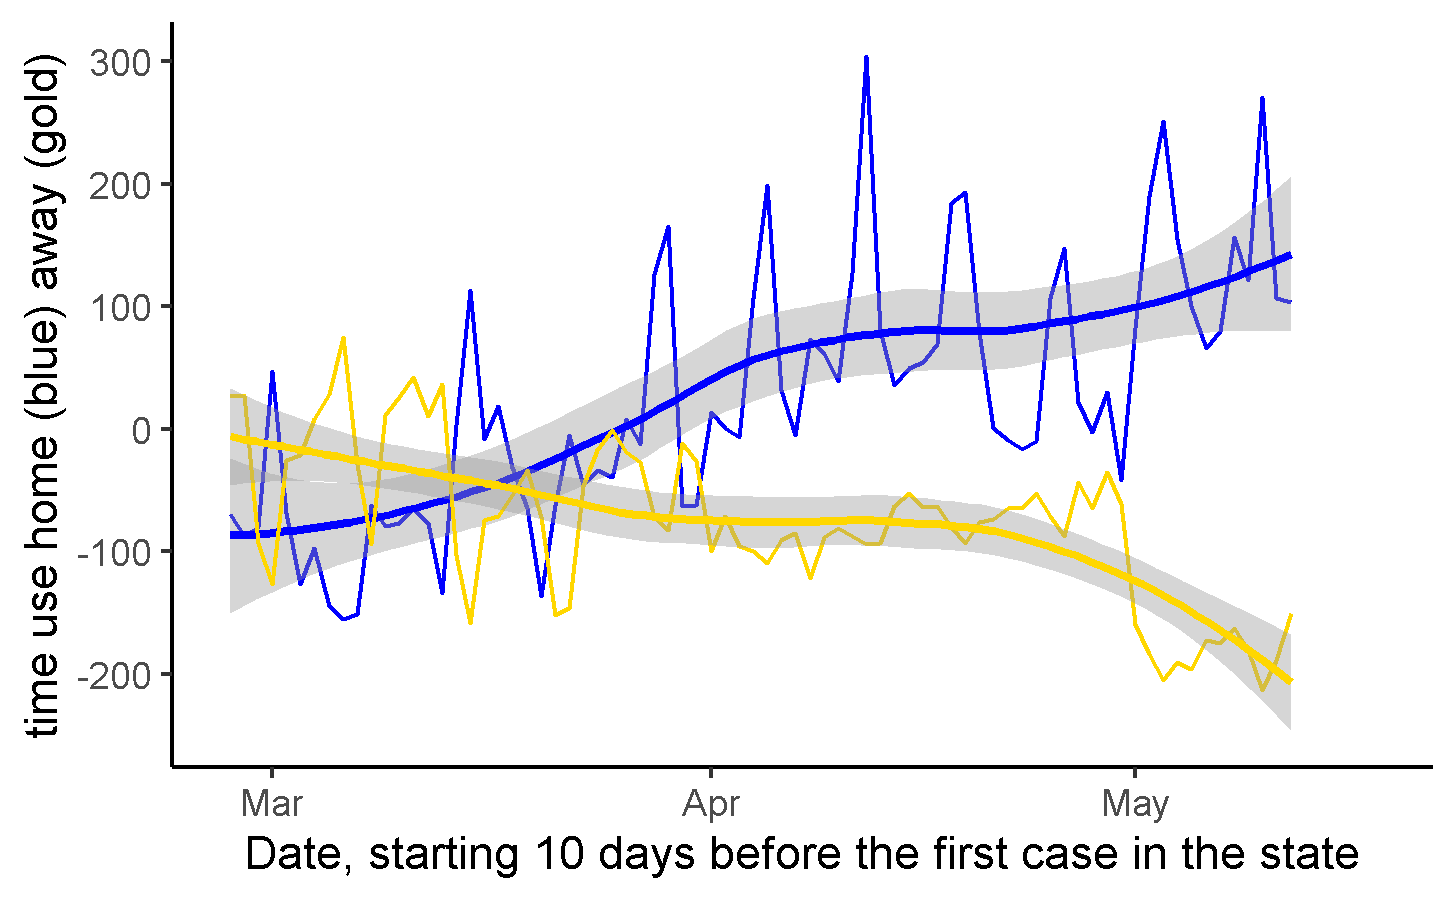 time use home (blue) away (gold)
300
200
100
0
-100
-200
Mar
Apr
May
Date, starting 10 days before the first case in the state